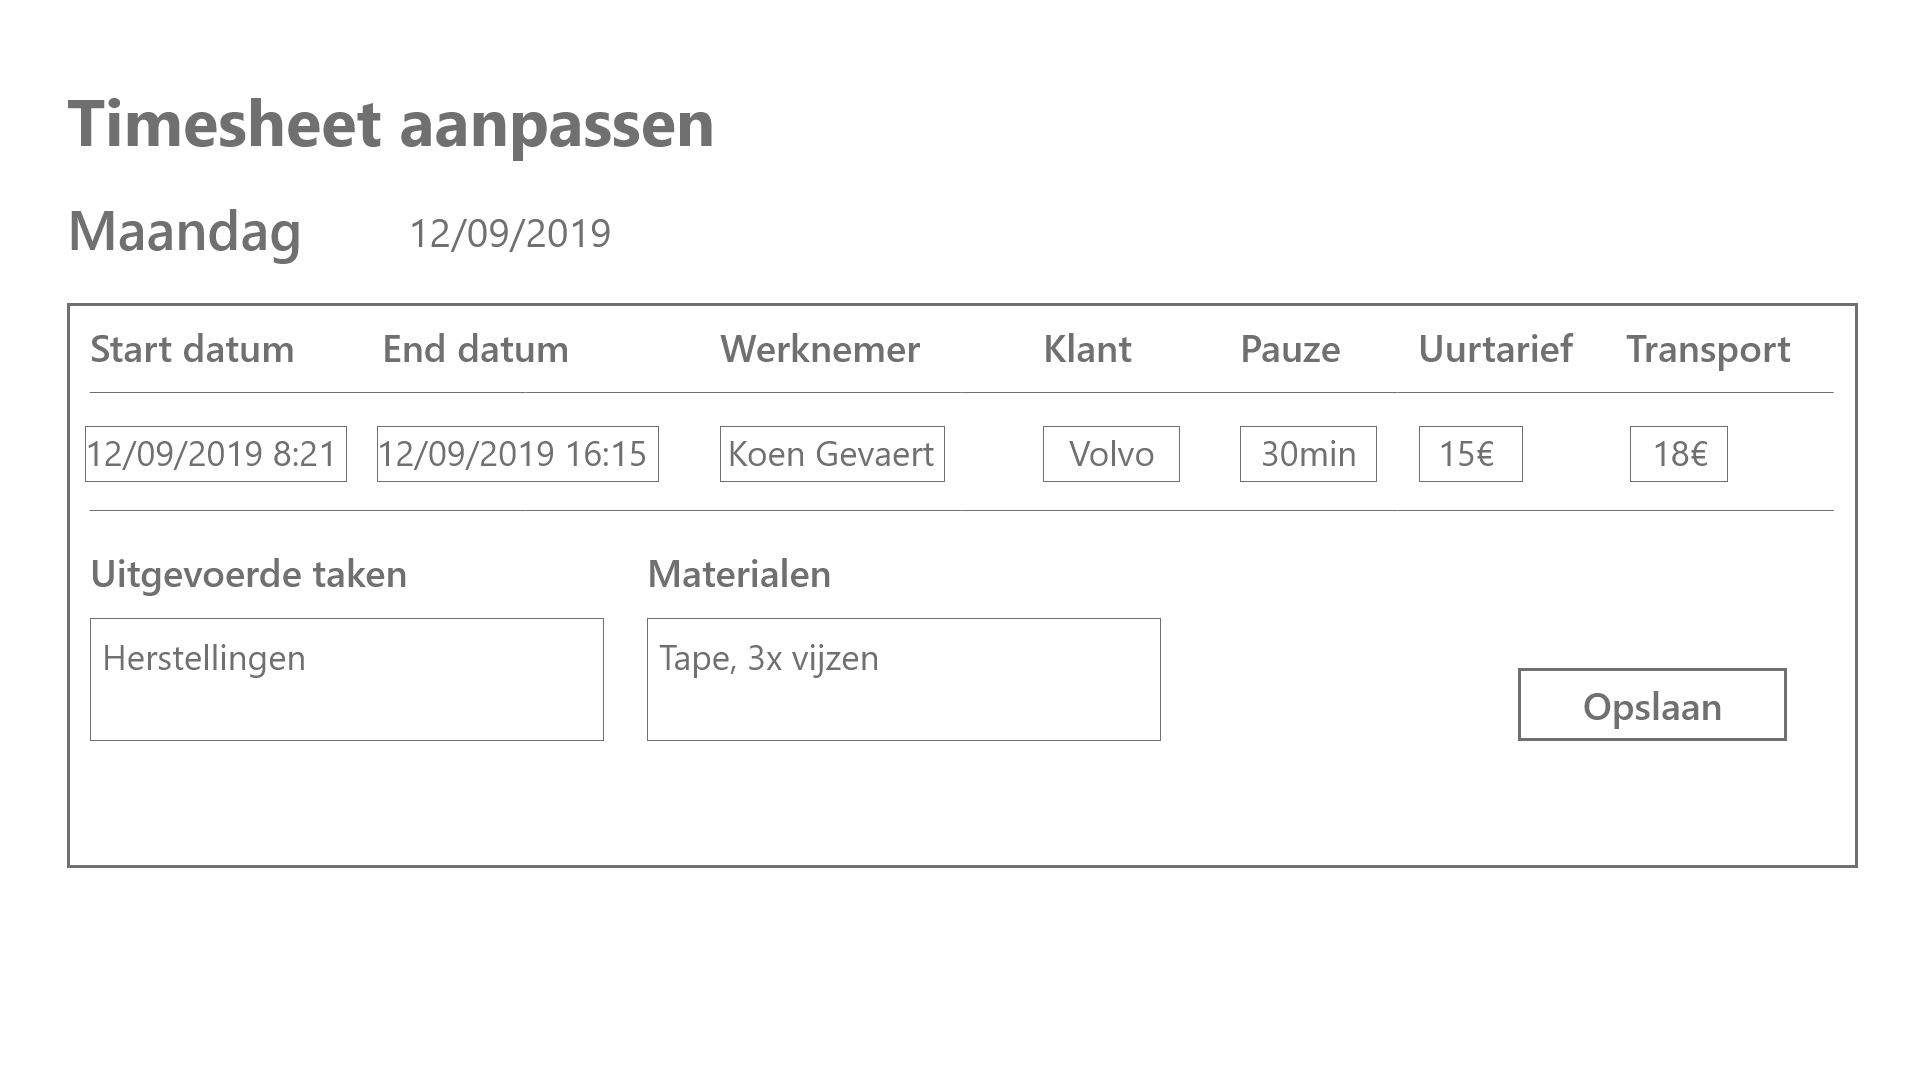 Timesheet aanpassen
Maandag 12/09/2019
Start datum End datum Werknemer Klant Pauze Uurtarief Transport
12/09/2019 8:21 12/09/2019 16:15 Koen Gevaert Volvo 30min 15€ 18€
Uitgevoerde taken Materialen
Herstellingen Tape, 3x vijzen
Opslaan